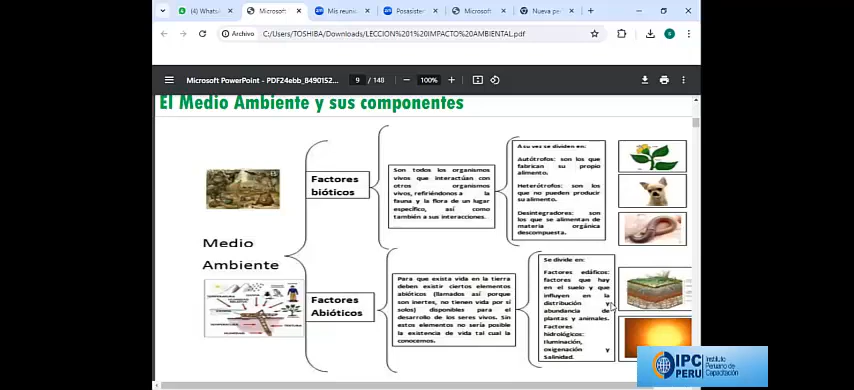 (4) Whats
Microsoft
Mis reuni
Posasister
Microsoft
Nueva pe
Archivo
C:/Users/TOSHIBA/Downloads/LECCION%201%20IMPACTO%20AMBIENTAL.pdf
Microsoft PowerPoint - PDF24ebb_8490152...
9 / 148
100%
El Medio Ambiente y sus componentes
Medio
Ambiente
Factores
bióticos
Son todos los organismos
vivos que interactúan con
otros organismos
vivos, refiriéndonos a la
fauna y la flora de un lugar
específico, así como
también a sus interacciones.
A su vez se dividen en:
Autótrofos: son los que
fabrican su propio
alimento.
Heterótrofos: son los
que no pueden producir
su alimento.
Desintegradores: son
los que se alimentan de
materia orgánica
descompuesta.
Factores
Abióticos
Para que exista vida en la tierra
deben existir ciertos elementos
abióticos (llamados así porque
son inertes, no tienen vida por sí
solos) disponibles para el
desarrollo de los seres vivos. Sin
estos elementos no sería posible
la existencia de vida tal cual la
conocemos.
Se divide en:
Factores edáficos:
factores que hay
en el suelo y que
influyen en la
distribución y
abundancia de
plantas y animales.
Factores
hidrológicos:
Iluminación,
oxigenación y
Salinidad.
IPC
PERU
Instituto
Peruano de
Capacitación